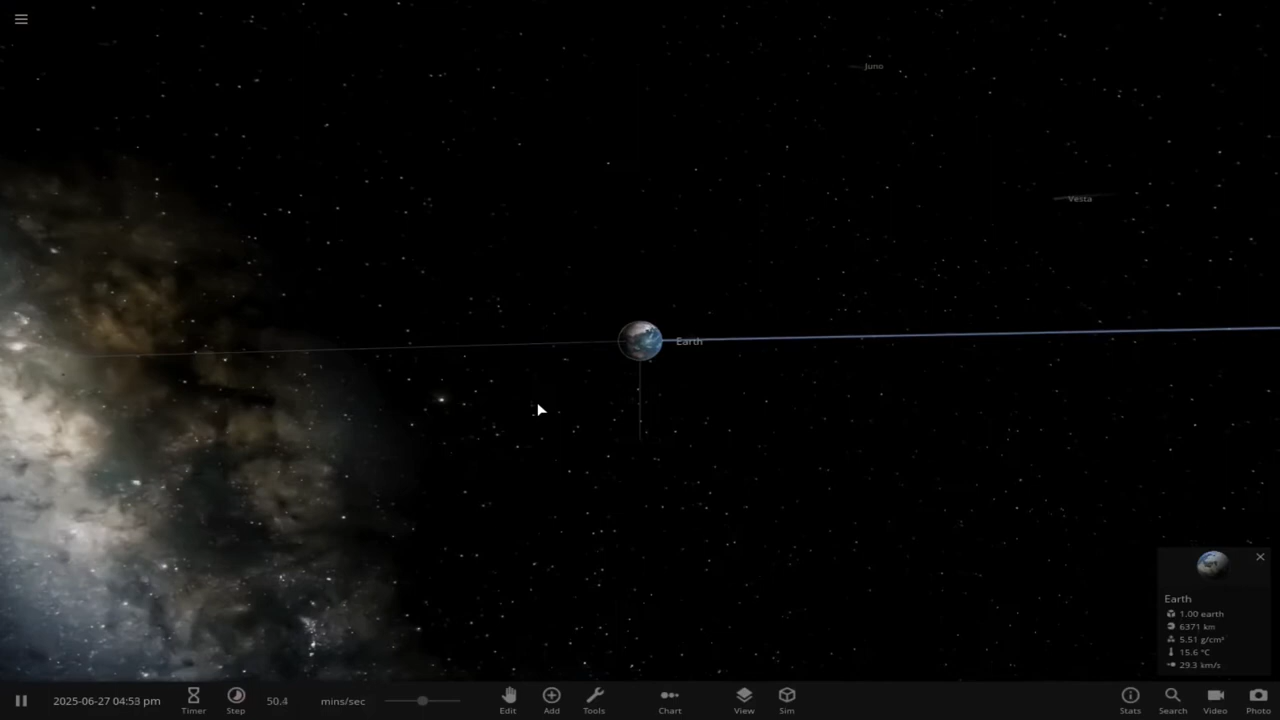 Juno
Vesta
Earth
Earth
1.00 earth
6371 km
5.51 g/cm³
15.6 °C
29.3 km/s
2025-06-27 04:53 pm
Timer
Step
50.4
mins/sec
Edit
Add
Tools
Chart
View
Sim
Stats
Search
Video
Photo